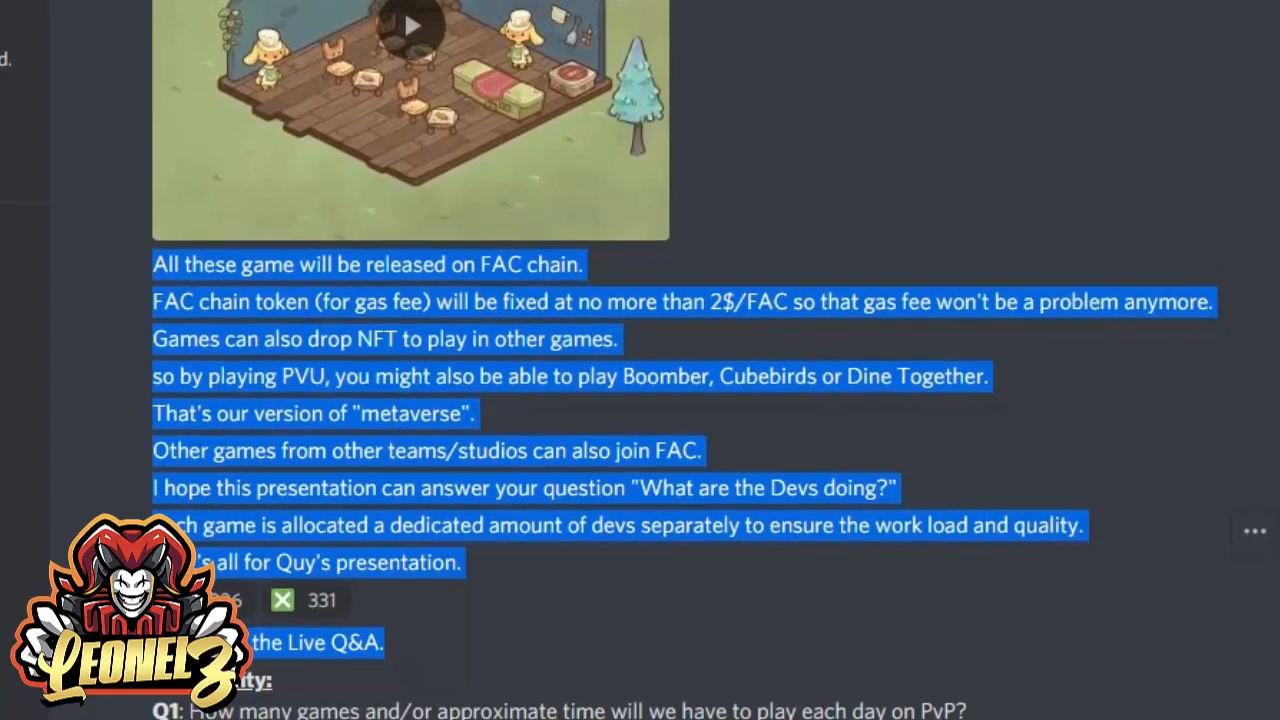 d.
All these game will be released on FAC chain.
FAC chain token (for gas fee) will be fixed at no more than 2$/FAC so that gas fee won't be a problem anymore.
Games can also drop NFT to play in other games.
so by playing PVU, you might also be able to play Boomber, Cubebirds or Dine Together.
That's our version of "metaverse".
Other games from other teams/studios can also join FAC.
I hope this presentation can answer your question "What are the Devs doing?"
game is allocated a dedicated amount of devs separately to ensure the work load and quality.
all for Quy's presentation.
331
the Live Q&A.
LEONELZ
Q1: How many games and/or approximate time will we have to play each day on PvP?